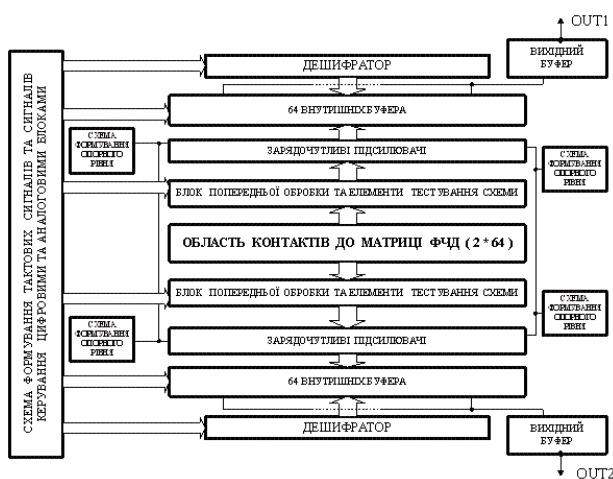 OUT1
ВИХІДНИЙ
БУФЕР
ДЕШИФРАТОР
64 ВНУТРИШНІХ БУФЕРА
СХЕМА ФОРМУВАННЯ ТАКТОВИХ СИГНАЛІВ ТА СИГНАЛІВ
КЕРУВАННЯ ЦИФРОВИМИ ТА АНАЛОГОВИМИ БЛОКАМИ
СХЕМА
ФОРМУВАННЯ
ОПОРНОГО
РІВНЯ
ЗАРЯДОЧУТЛИВІ ПІДСИЛЮВАЧІ
СХЕМА
ФОРМУВАННЯ
ОПОРНОГО
РІВНЯ
БЛОК ПОПЕРЕДНЬОЇ ОБРОБКИ ТА ЕЛЕМЕНТИ ТЕСТУВАННЯ СХЕМИ
ОБЛАСТЬ КОНТАКТІВ ДО МАТРИЦІ ФЧД ( 2 * 64 )
БЛОК ПОПЕРЕДНЬОЇ ОБРОБКИ ТА ЕЛЕМЕНТИ ТЕСТУВАННЯ СХЕМИ
СХЕМА
ФОРМУВАННЯ
ОПОРНОГО
РІВНЯ
СХЕМА
ФОРМУВАННЯ
ОПОРНОГО
РІВНЯ
ЗАРЯДОЧУТЛИВІ ПІДСИЛЮВАЧІ
64 ВНУТРИШНІХ БУФЕРА
ДЕШИФРАТОР
ВИХІДНИЙ
БУФЕР
OUT2